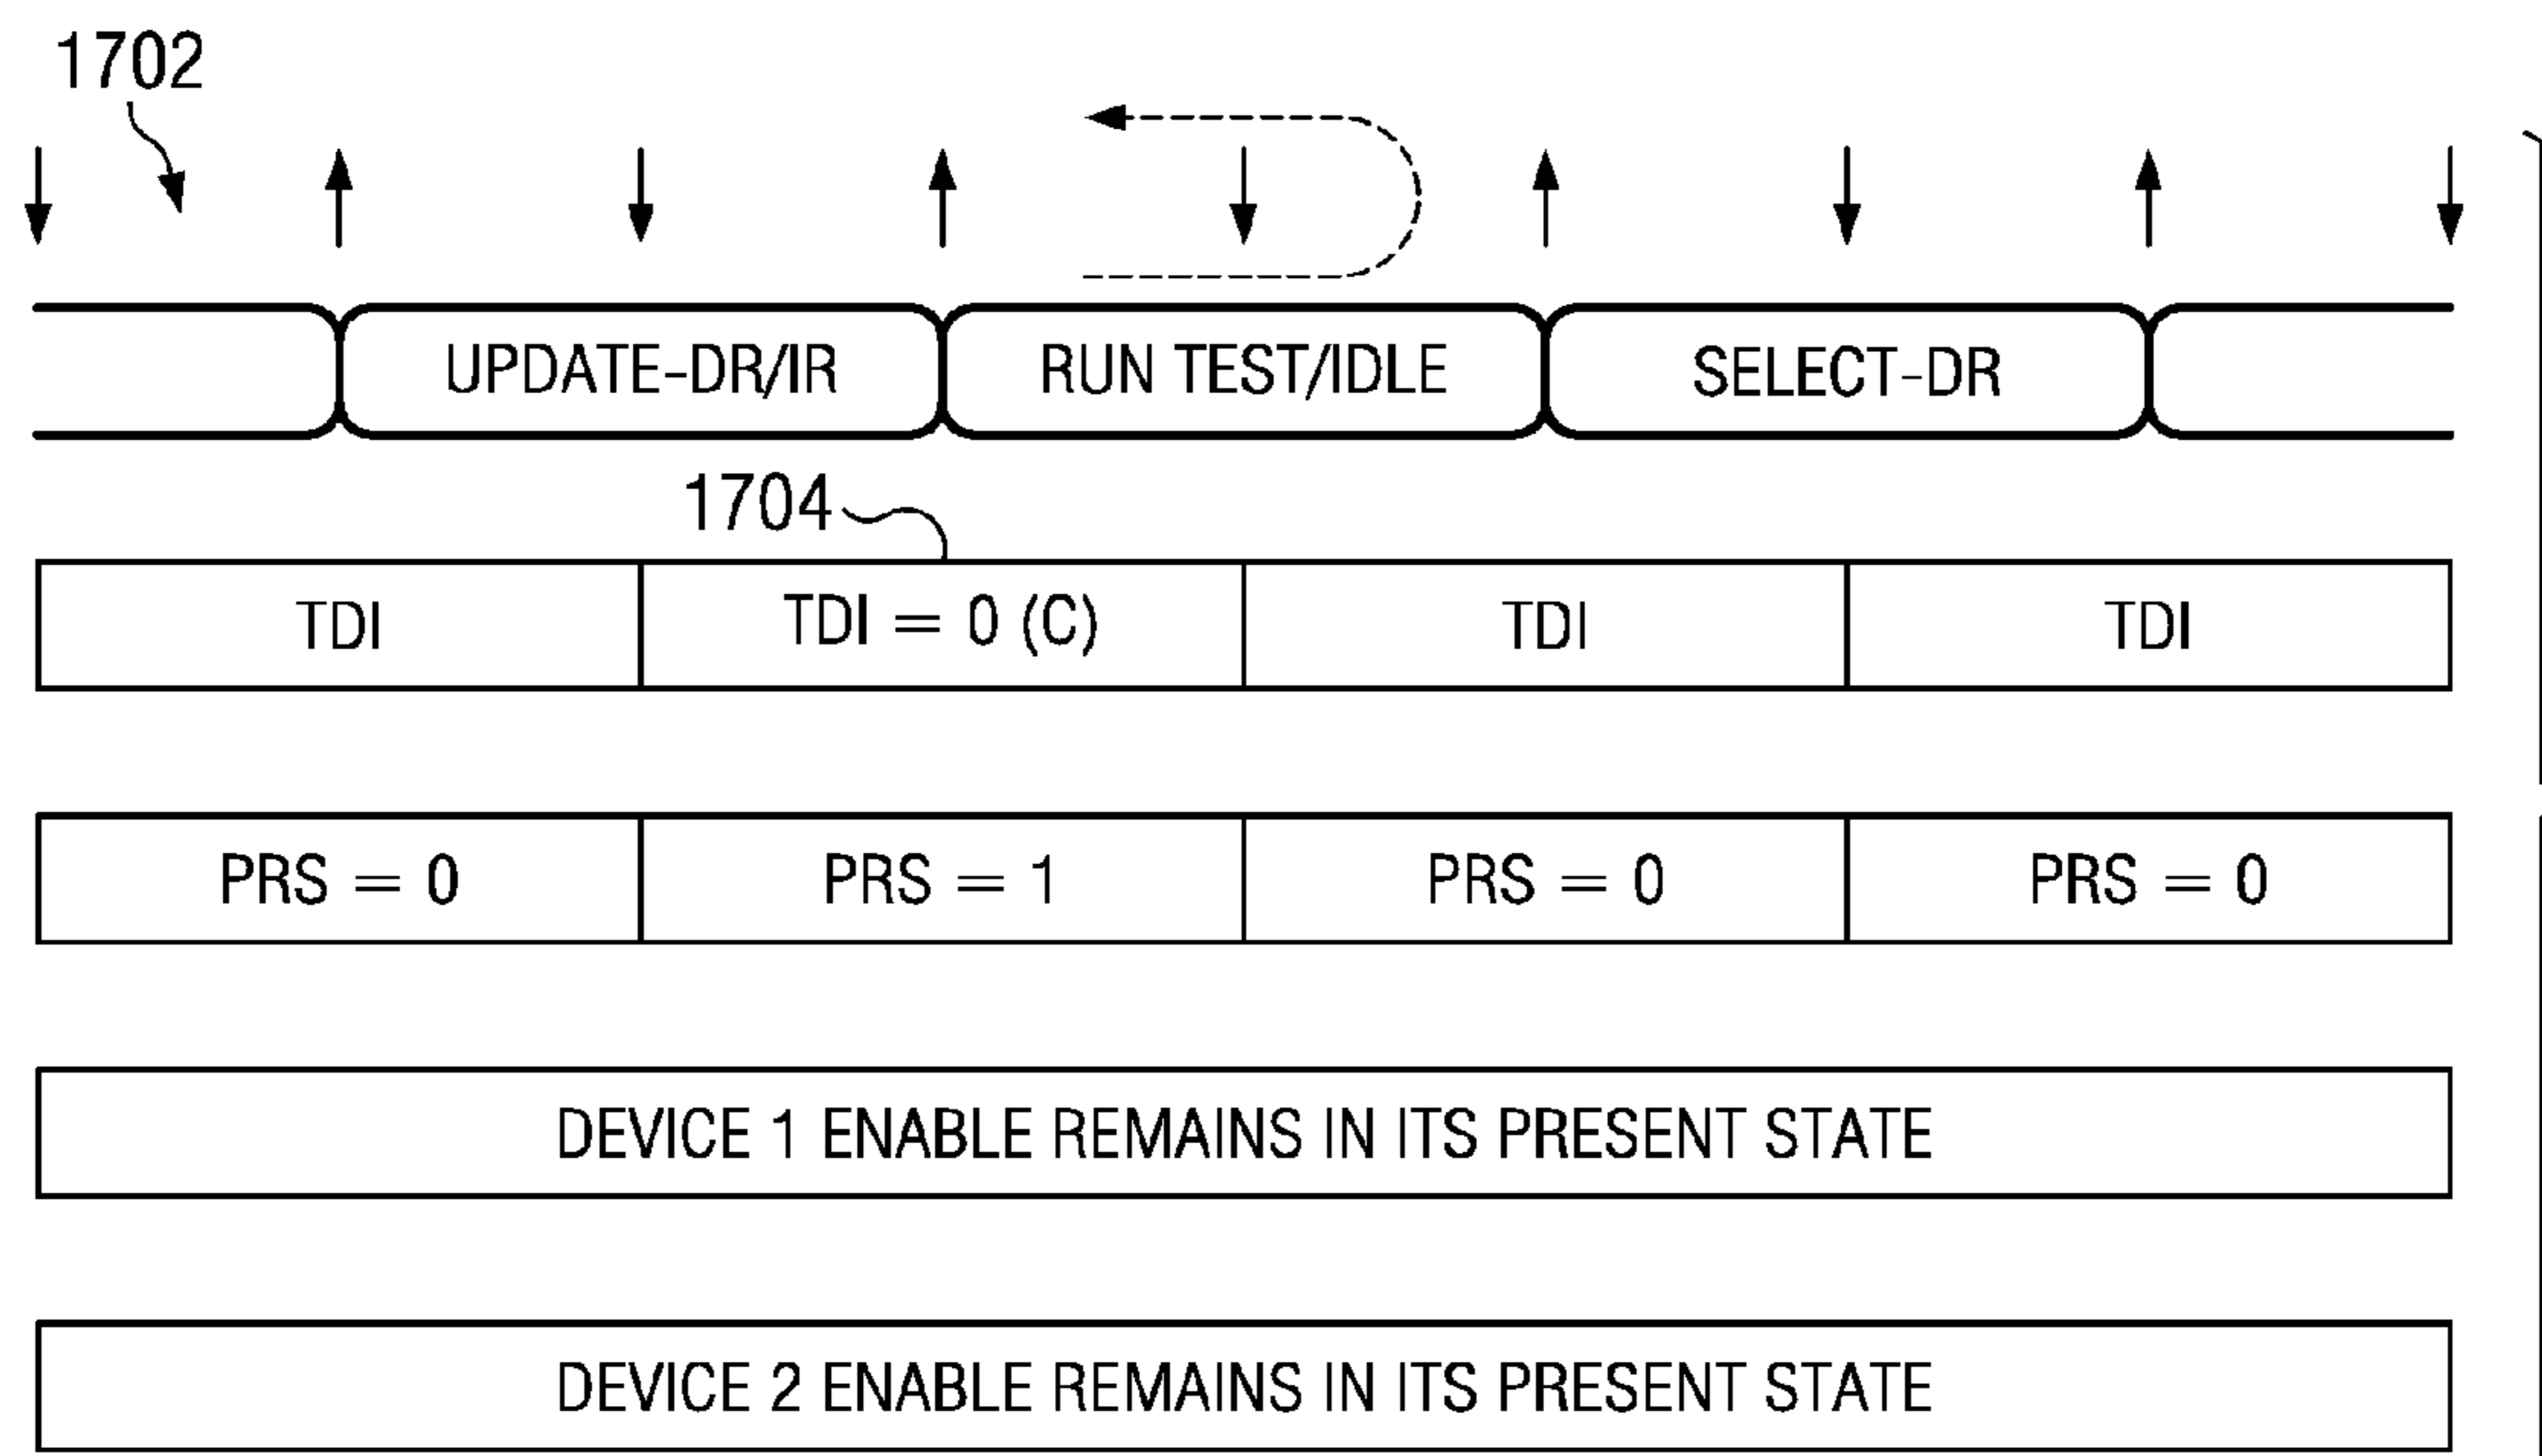 1702
UPDATE-DR/IR RUN TEST/IDLE SELECT-DR
1704
TDI TDI = 0 (C) TDI TDI
PRS = 0 PRS = 1 PRS = 0 PRS = 0
DEVICE 1 ENABLE REMAINS IN ITS PRESENT STATE
DEVICE 2 ENABLE REMAINS IN ITS PRESENT STATE